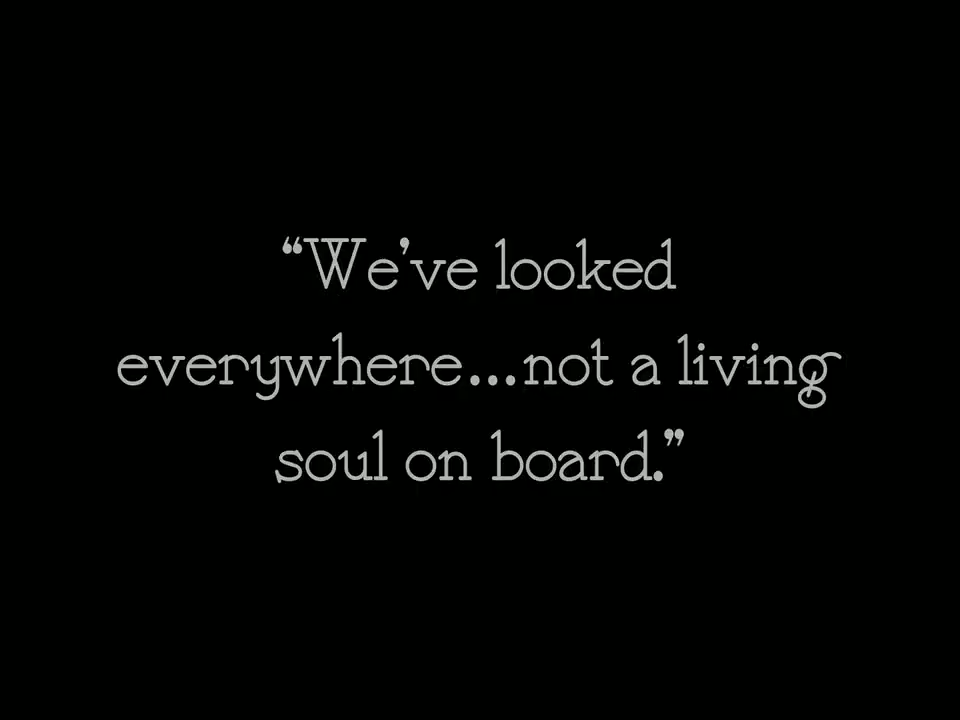 “We’ve looked
everywhere...not a living
soul on board.”